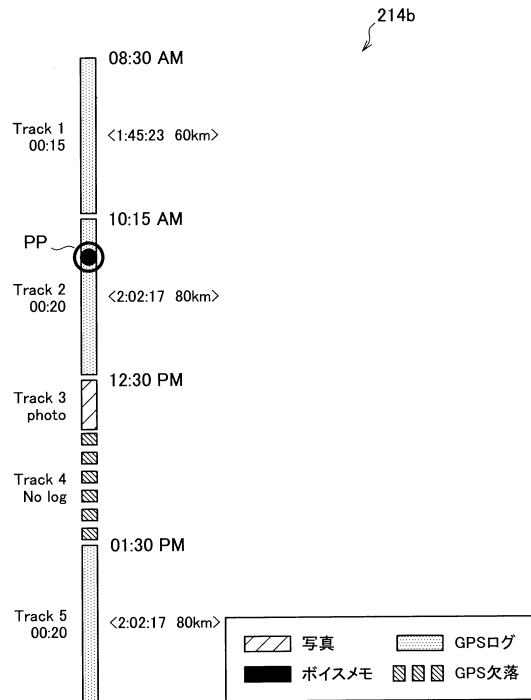 214b
08:30 AM
Track 1
00:15
<1:45:23 60km>
10:15 AM
PP
Track 2
00:20
<2:02:17 80km>
12:30 PM
Track 3
photo
Track 4
No log
01:30 PM
Track 5
00:20
<2:02:17 80km>
写真
GPSログ
ボイスメモ
GPS欠落